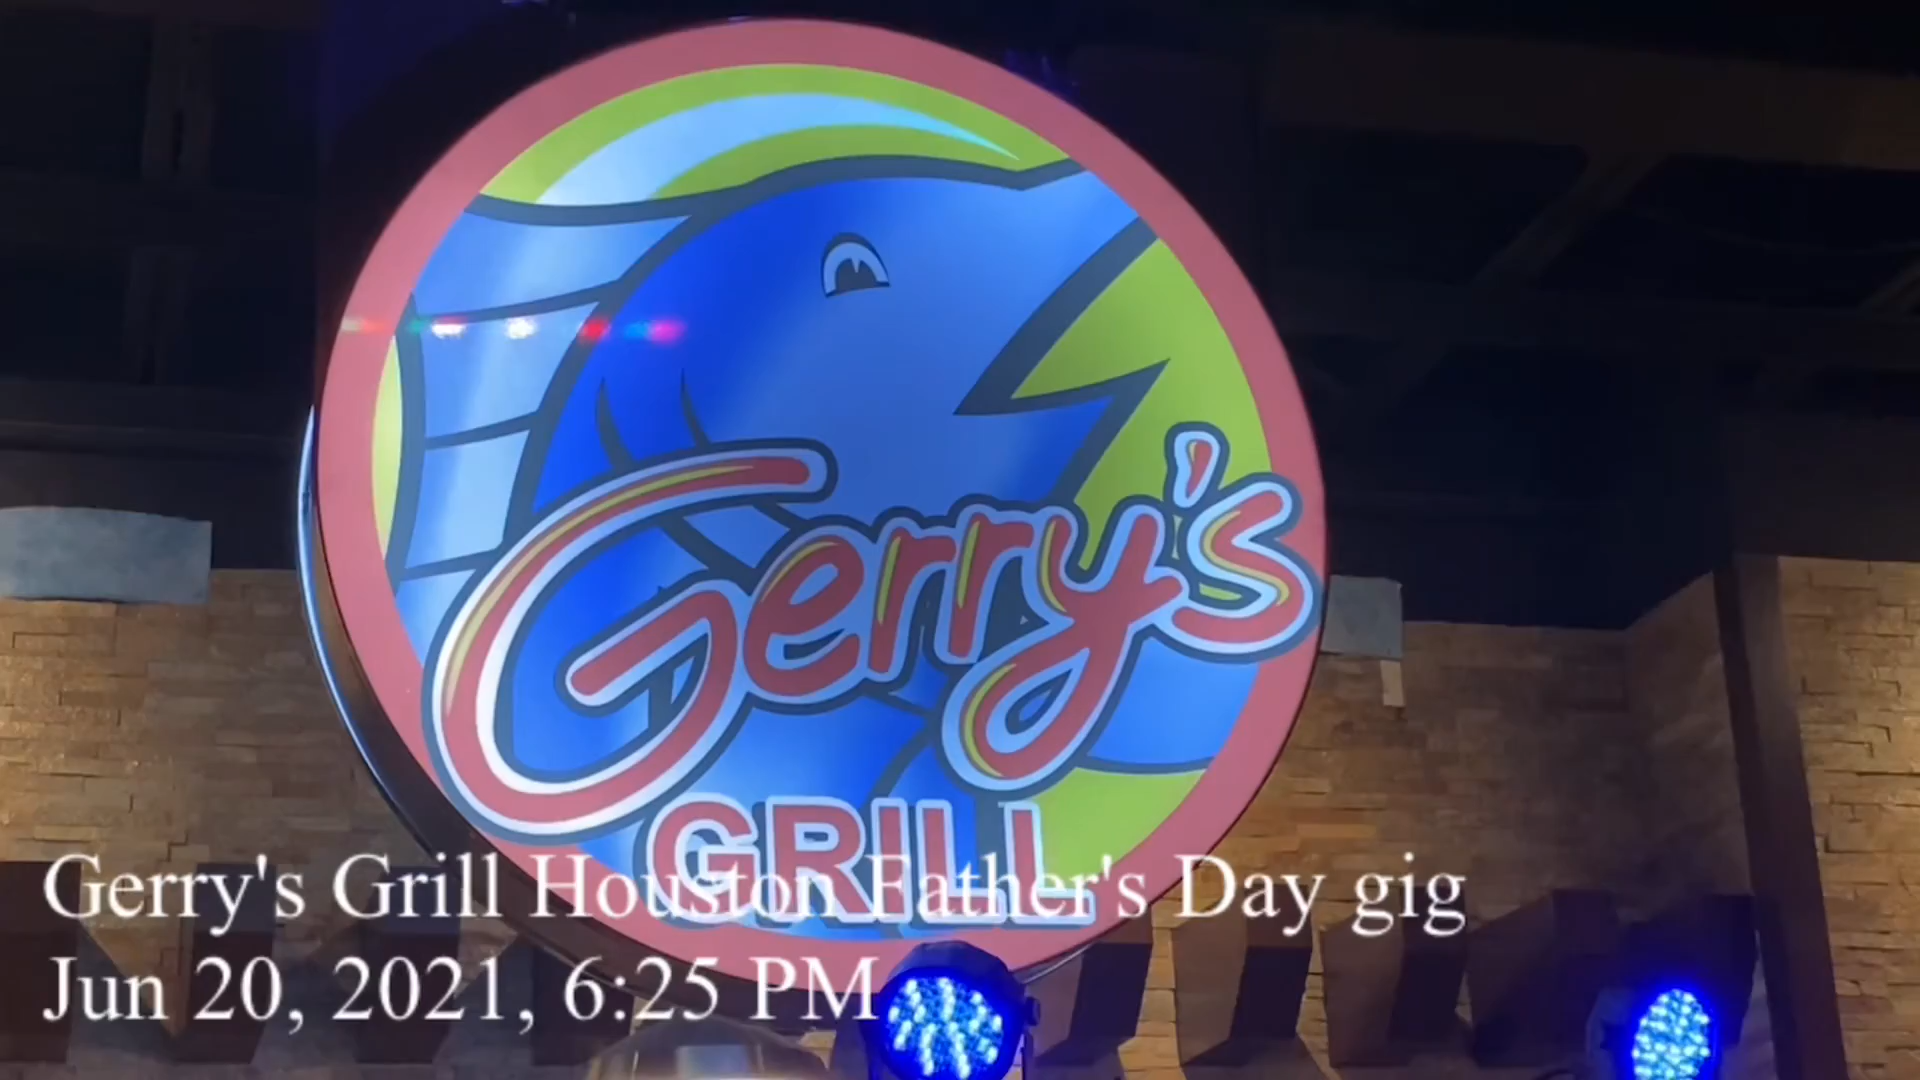 Gerry's
GRILL
Gerry's Grill Houston Father's Day gig
Jun 20, 2021, 6:25 PM